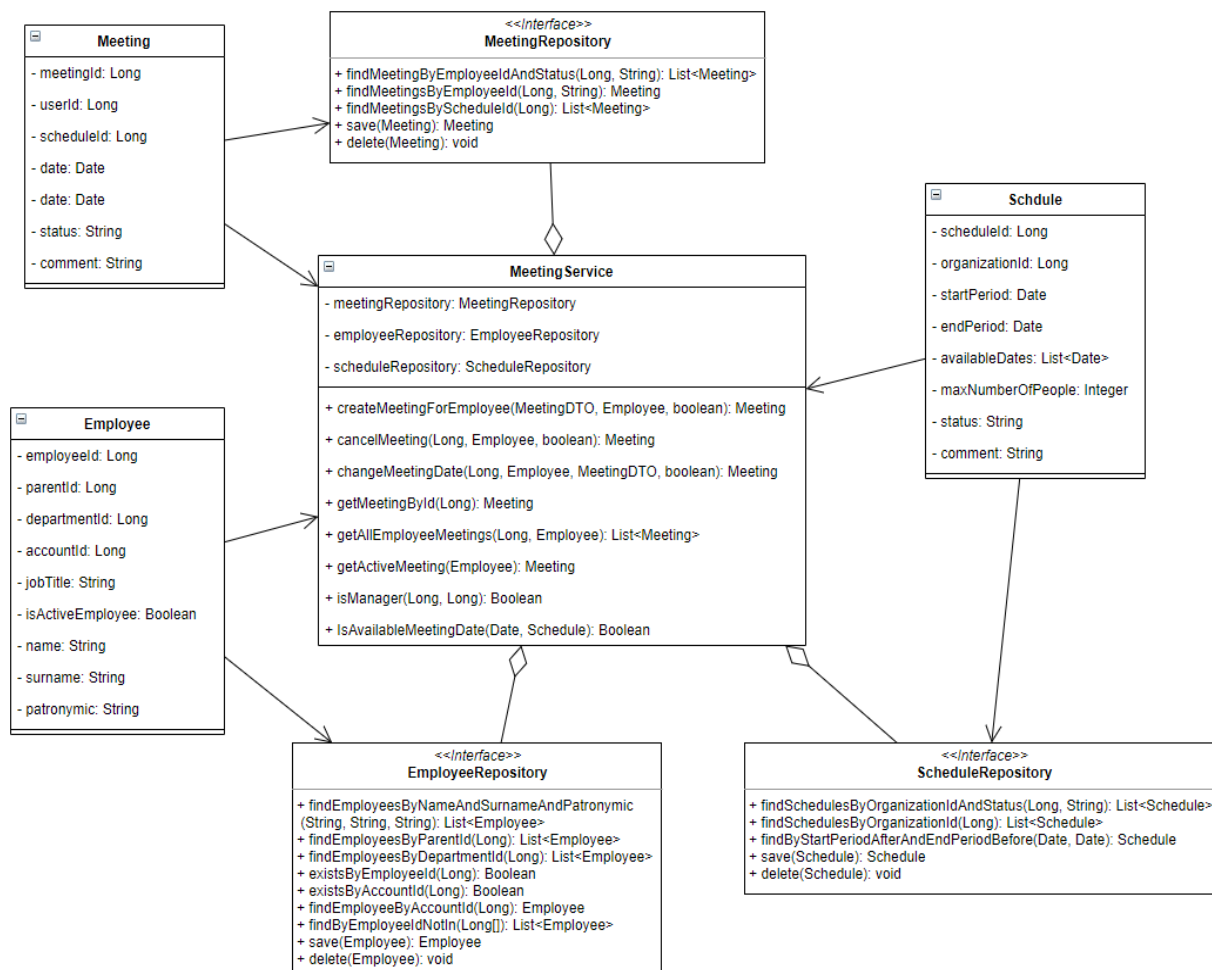 Meeting
- meetingId: Long
- userId: Long
- scheduleId: Long
- date: Date
- date: Date
- status: String
- comment: String
<<Interface>>
MeetingRepository
+ findMeetingByEmployeeIdAndStatus(Long, String): List<Meeting>
+ findMeetingsByEmployeeId(Long, String): Meeting
+ findMeetingsByScheduleId(Long): List<Meeting>
+ save(Meeting): Meeting
+ delete(Meeting): void
Schdule
- scheduleId: Long
- organizationId: Long
- startPeriod: Date
- endPeriod: Date
- availableDates: List<Date>
- maxNumberOfPeople: Integer
- status: String
- comment: String
MeetingService
- meetingRepository: MeetingRepository
- employeeRepository: EmployeeRepository
- scheduleRepository: ScheduleRepository
+ createMeetingForEmployee(MeetingDTO, Employee, boolean): Meeting
+ cancelMeeting(Long, Employee, boolean): Meeting
+ changeMeetingDate(Long, Employee, MeetingDTO, boolean): Meeting
+ getMeetingById(Long): Meeting
+ getAllEmployeeMeetings(Long, Employee): List<Meeting>
+ getActiveMeeting(Employee): Meeting
+ isManager(Long, Long): Boolean
+ IsAvailableMeetingDate(Date, Schedule): Boolean
Employee
- employeeId: Long
- parentId: Long
- departmentId: Long
- accountId: Long
- jobTitle: String
- isActiveEmployee: Boolean
- name: String
- surname: String
- patronymic: String
<<Interface>>
EmployeeRepository
+ findEmployeesByNameAndSurnameAndPatronymic
(String, String, String): List<Employee>
+ findEmployeesByParentId(Long): List<Employee>
+ findEmployeesByDepartmentId(Long): List<Employee>
+ existsByEmployeeId(Long): Boolean
+ existsByAccountId(Long): Boolean
+ findEmployeeByAccountId(Long): Employee
+ findByEmployeeIdNotIn(Long[]): List<Employee>
+ save(Employee): Employee
+ delete(Employee): void
<<Interface>>
ScheduleRepository
+ findSchedulesByOrganizationIdAndStatus(Long, String): List<Schedule>
+ findSchedulesByOrganizationId(Long): List<Schedule>
+ findByStartPeriodAfterAndEndPeriodBefore(Date, Date): Schedule
+ save(Schedule): Schedule
+ delete(Schedule): void